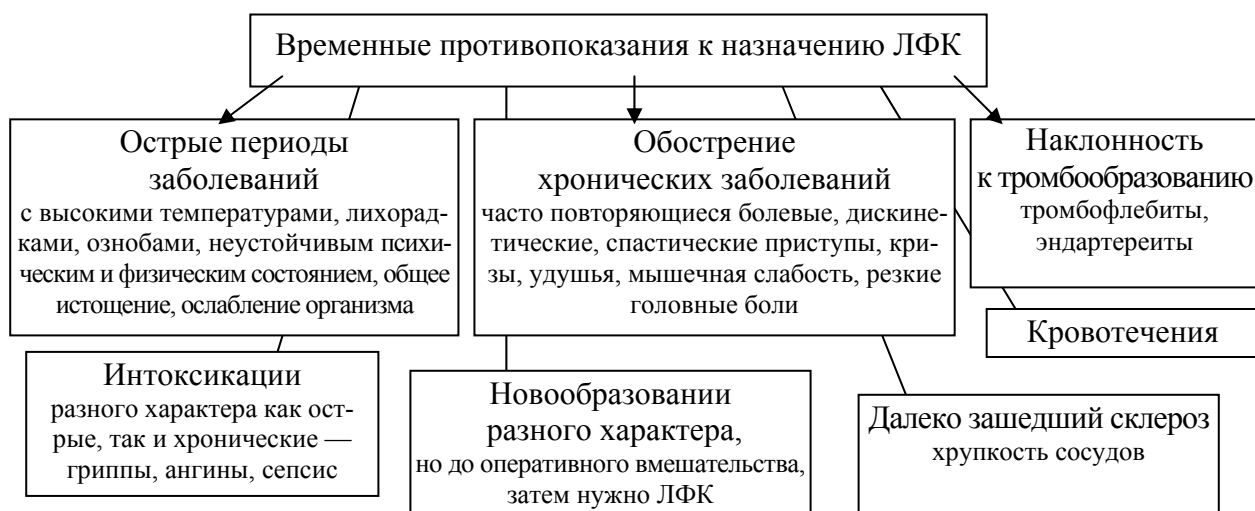 Временные противопоказания к назначению ЛФК
Острые периоды
заболеваний
с высокими температурами, лихорад-
ками, ознобами, неустойчивым психи-
ческим и физическим состоянием, общее
истощение, ослабление организма
Обострение
хронических заболеваний
часто повторяющиеся болевые, дискине-
тические, спастические приступы, кри-
зы, удушья, мышечная слабость, резкие
головные боли
Наклонность
к тромбообразованию
тромбофлебиты,
эндартереиты
Кровотечения
Интоксикации
разного характера как ост-
рые, так и хронические —
гриппы, ангины, сепсис
Новообразовании
разного характера,
но до оперативного вмешательства,
затем нужно ЛФК
Далеко зашедший склероз
хрупкость сосудов